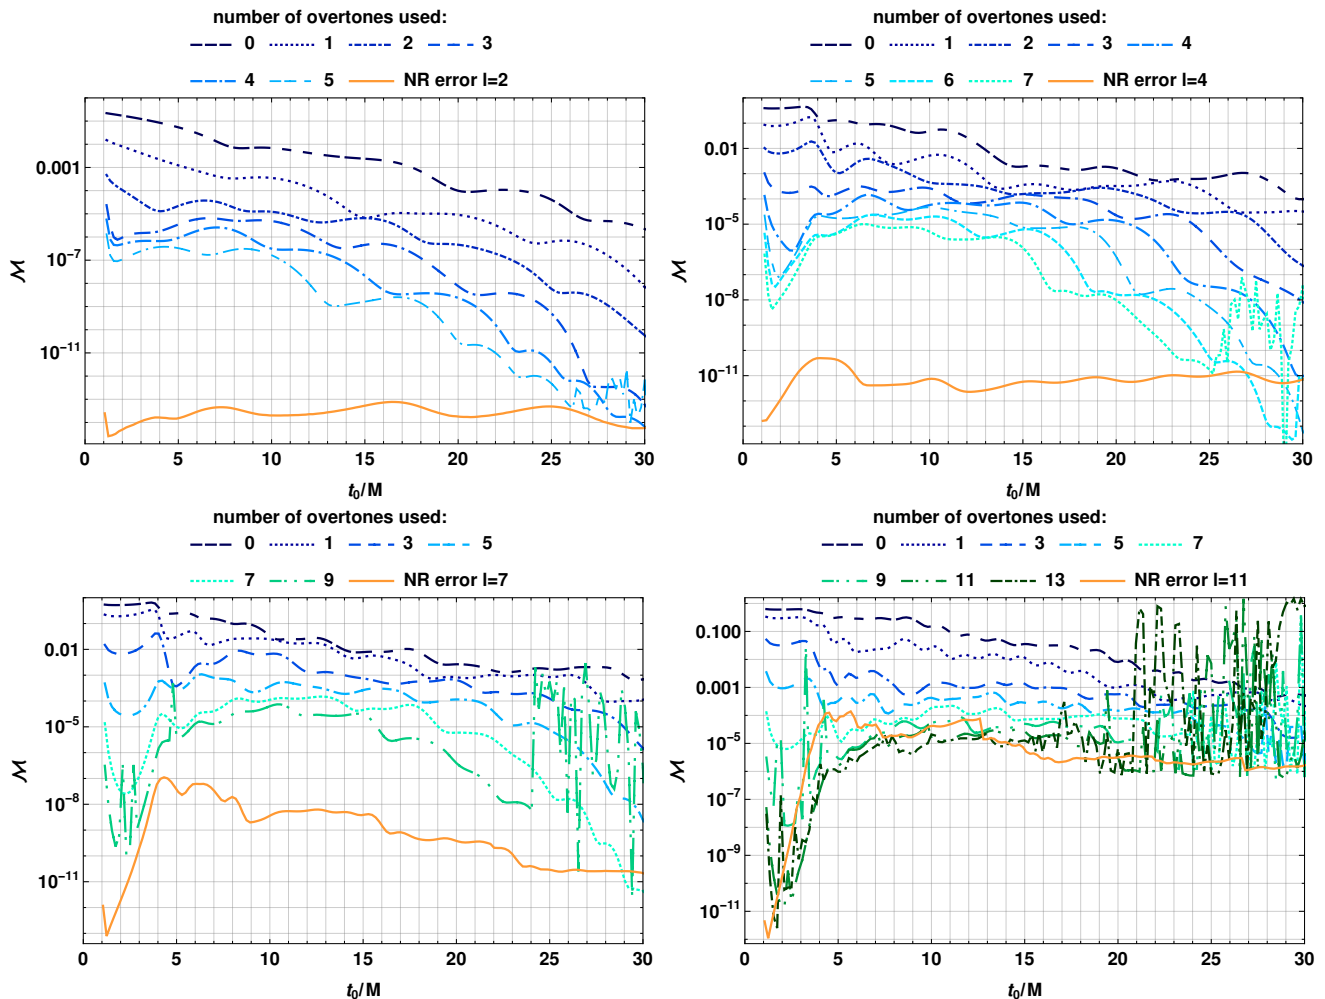 number of overtones used:
0 1 2 3
4 5 NR error l=2
0.001
10⁻⁷
10⁻¹¹
ℳ
0 5 10 15 20 25 30
t₀/M
number of overtones used:
0 1 2 3 4
5 6 7 NR error l=4
0.01
10⁻⁵
10⁻⁸
10⁻¹¹
ℳ
0 5 10 15 20 25 30
t₀/M
number of overtones used:
0 1 3 5
7 9 NR error l=7
0.01
10⁻⁵
10⁻⁸
10⁻¹¹
ℳ
0 5 10 15 20 25 30
t₀/M
number of overtones used:
0 1 3 5 7
9 11 13 NR error l=11
0.100
0.001
10⁻⁵
10⁻⁷
10⁻⁹
10⁻¹¹
ℳ
0 5 10 15 20 25 30
t₀/M